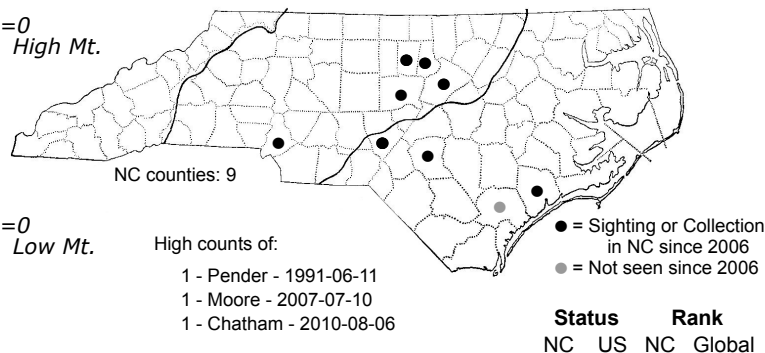 =0
High Mt.
NC counties: 9
=0
Low Mt.
High counts of:
1 - Pender - 1991-06-11
1 - Moore - 2007-07-10
1 - Chatham - 2010-08-06
= Sighting or Collection
in NC since 2006
= Not seen since 2006
Status Rank
NC US NC Global